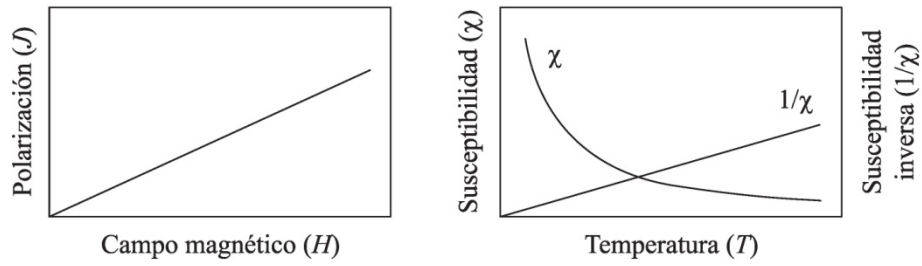 Polarización (J)
Campo magnético (H)
Susceptibilidad (χ)
χ
1/χ
Temperatura (T)
Susceptibilidad
inversa (1/χ)